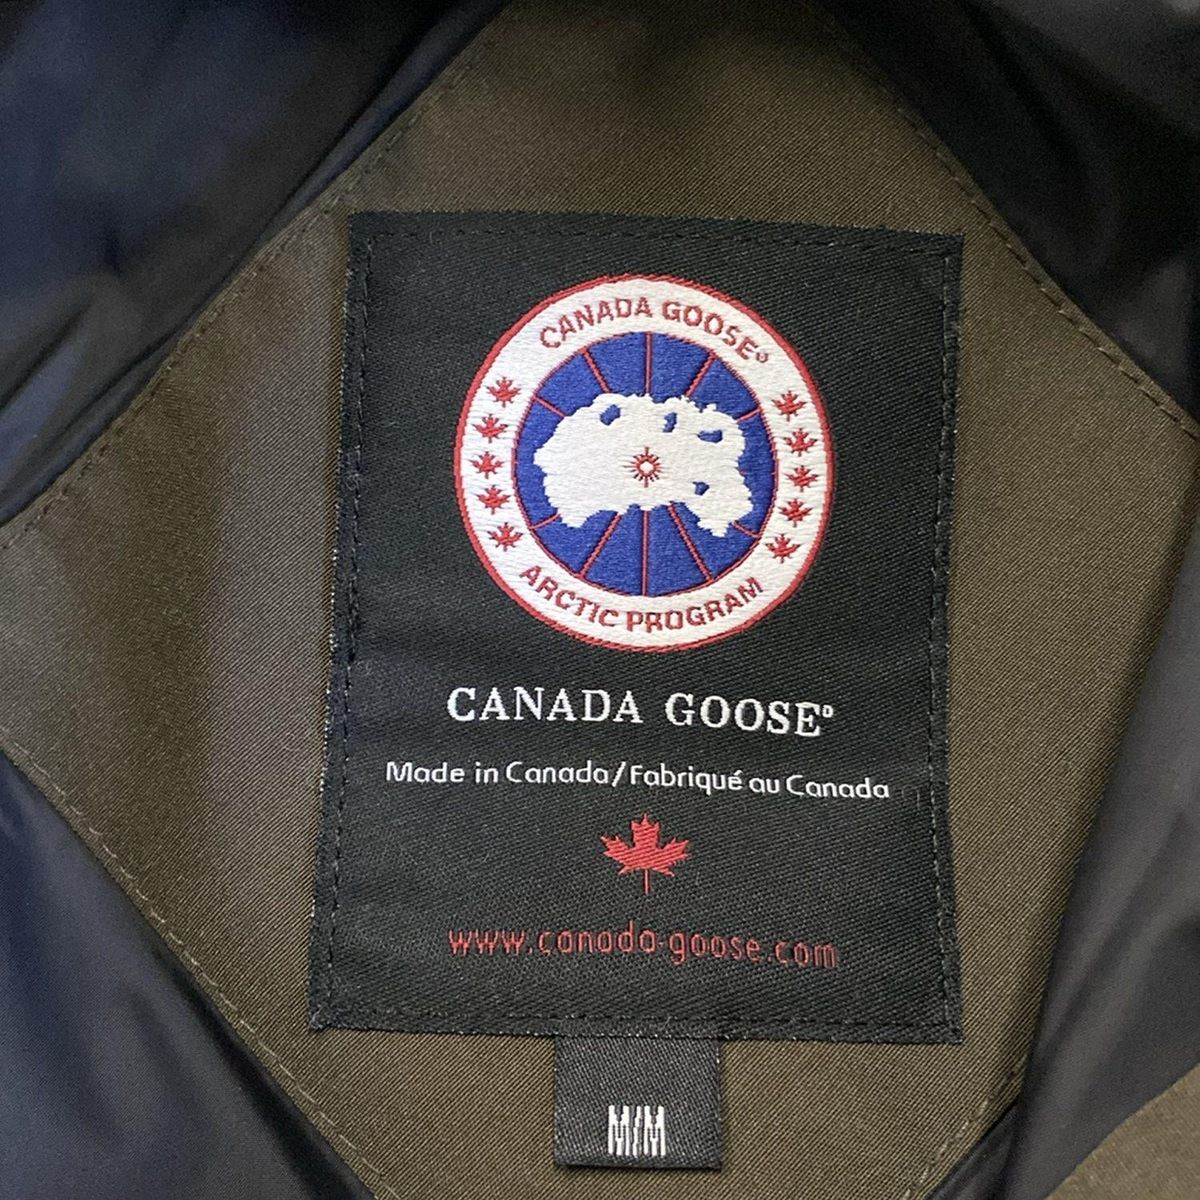 CANADA GOOSE®
ARCTIC PROGRAM
CANADA GOOSE®
Made in Canada/Fabriqué au Canada
www.canada-goose.com
M/M